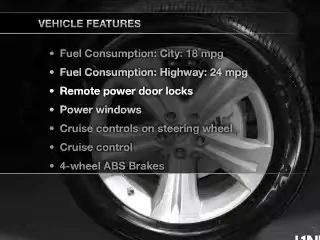 VEHICLE FEATURES
• Fuel Consumption: City: 18 mpg
• Fuel Consumption: Highway: 24 mpg
• Remote power door locks
• Power windows
• Cruise controls on steering wheel
• Cruise control
• 4-wheel ABS Brakes